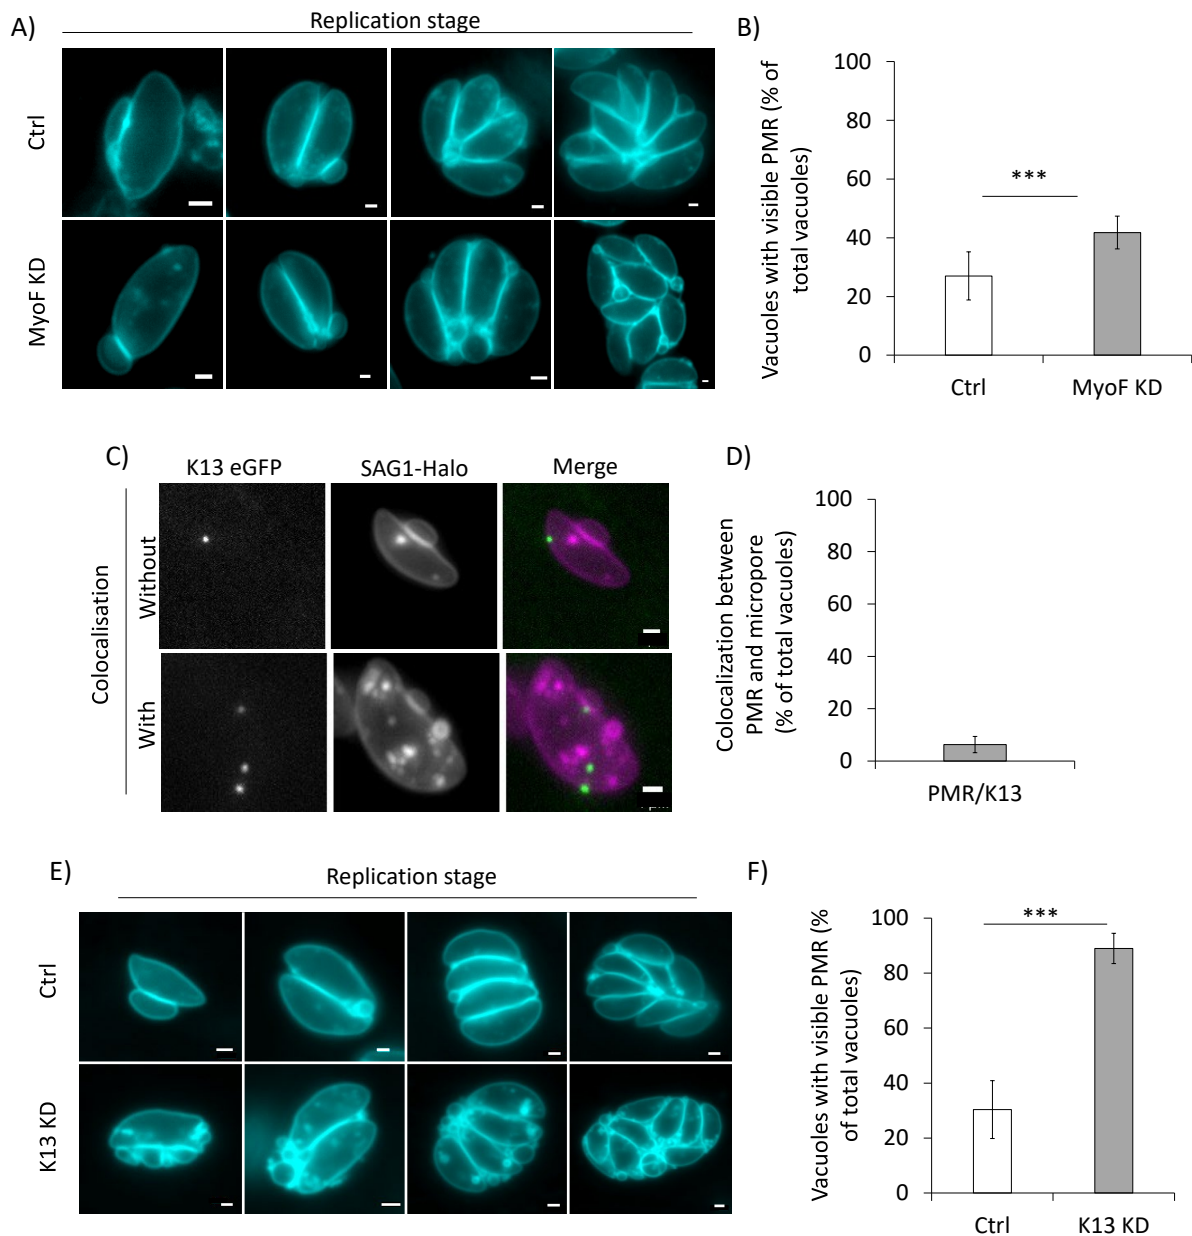 A)
Replication stage
Ctrl
MyoF KD
B)
Vacuoles with visible PMR (% of
total vacuoles)
100
80
60
40
20
0
***
Ctrl
MyoF KD
C)
K13 eGFP
SAG1-Halo
Merge
Colocalisation
Without
With
D)
Colocalization between
PMR and micropore
(% of total vacuoles)
100
80
60
40
20
0
PMR/K13
E)
Replication stage
Ctrl
K13 KD
F)
Vacuoles with visible PMR (%
of total vacuoles)
100
80
60
40
20
0
***
Ctrl
K13 KD